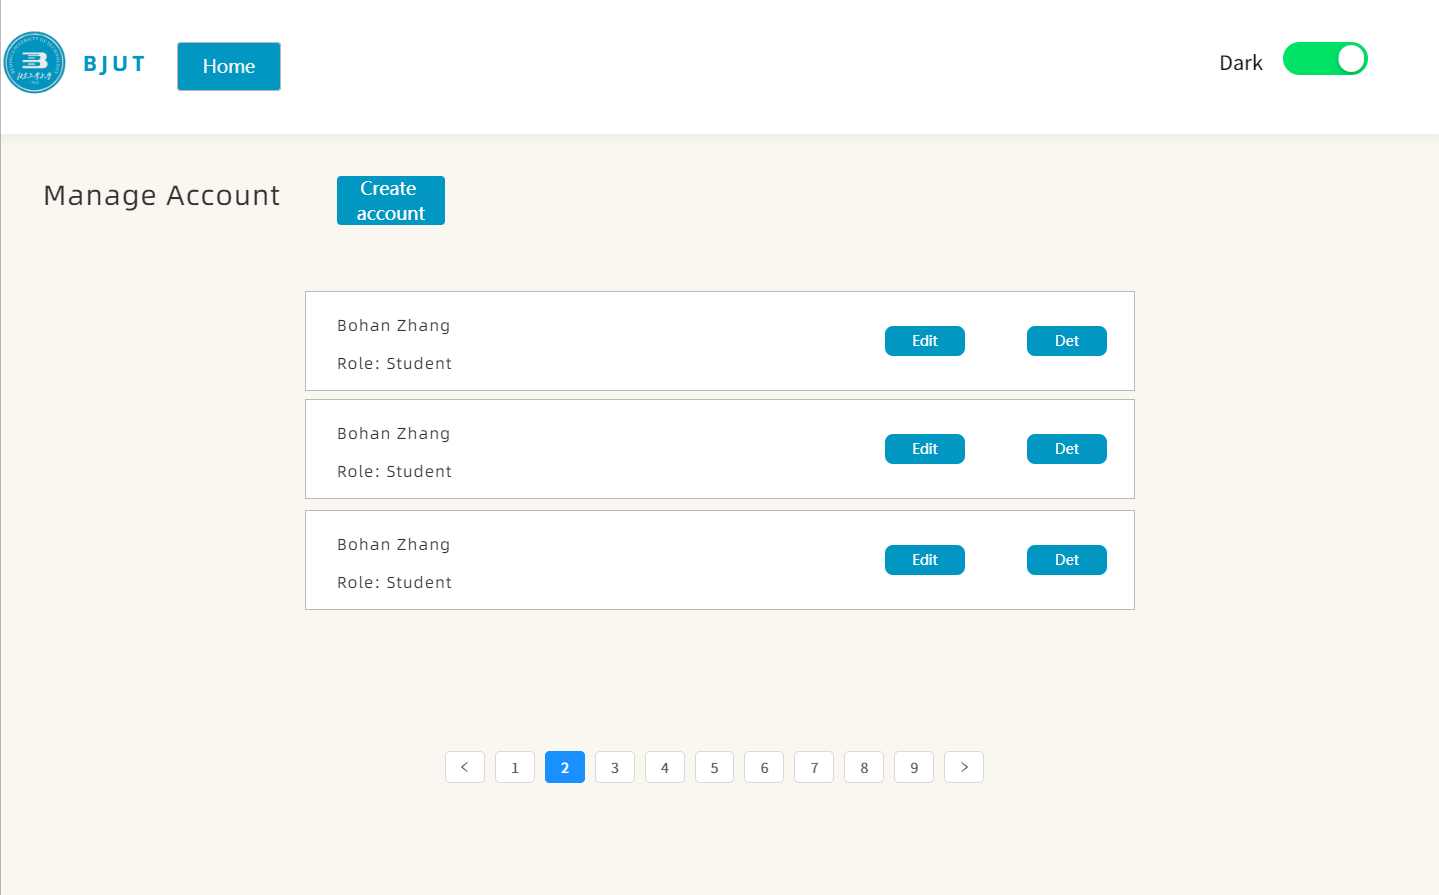 BJUT
Home
Dark
Manage Account
Create
account
Bohan Zhang
Role: Student
Edit
Det
Bohan Zhang
Role: Student
Edit
Det
Bohan Zhang
Role: Student
Edit
Det
< 1 2 3 4 5 6 7 8 9 >